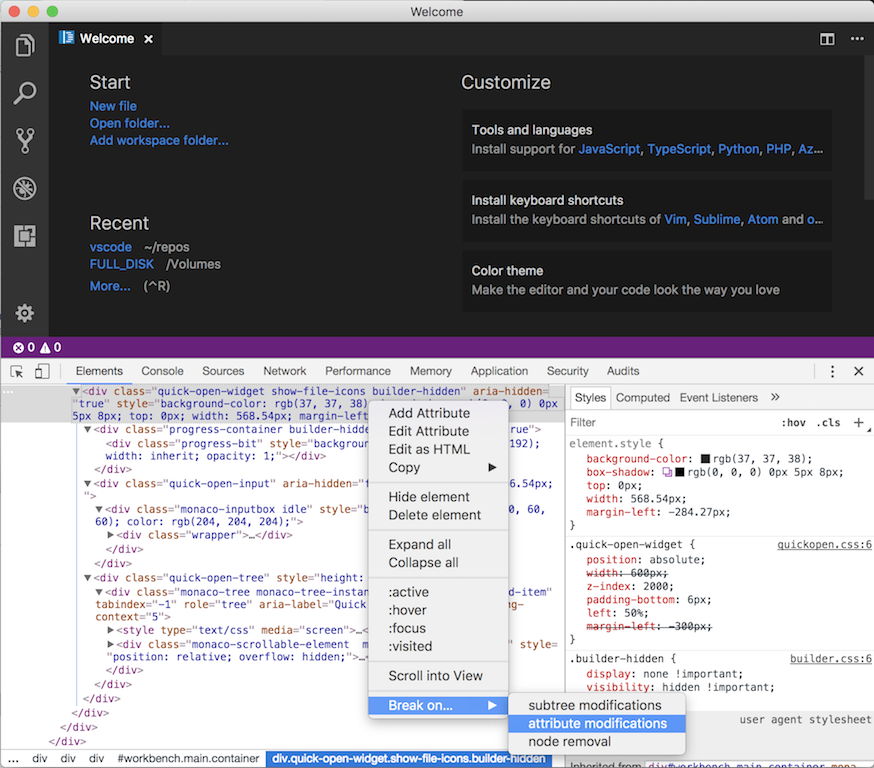 Welcome
Welcome ×
Start
New file
Open folder...
Add workspace folder...
Recent
vscode ~/repos
FULL_DISK /Volumes
More... (^R)
Customize
Tools and languages
Install support for JavaScript, TypeScript, Python, PHP, Az...
Install keyboard shortcuts
Install the keyboard shortcuts of Vim, Sublime, Atom and o...
Color theme
Make the editor and your code look the way you love
0 0
Elements Console Sources Network Performance Memory Application Security Audits
<div class="quick-open-widget show-file-icons builder-hidden" aria-hidden=
"true" style="background-color: rgb(37, 37, 38) 0) 0px
5px 8px; top: 0px; width: 568.54px; margin-left
<div class="progress-container builder-hidde rue">
<div class="progress-bit" style="backgroun 192);
width: inherit; opacity: 1;"></div>
</div>
<div class="quick-open-input" aria-hidden="f 6.54px;
">
<div class="monaco-inputbox idle" style="b 0, 60,
60); color: rgb(204, 204, 204);">
<div class="wrapper">…</div>
</div>
</div>
<div class="quick-open-tree" style="height:
<div class="monaco-tree monaco-tree-instan d-item"
tabindex="-1" role="tree" aria-label="Quick ng-
context="5">
<style type="text/css" media="screen">…<
<div class="monaco-scrollable-element m style=
"position: relative; overflow: hidden;">…
</div>
</div>
</div>
</div>
</div>
Add Attribute
Edit Attribute
Edit as HTML
Copy
Hide element
Delete element
Expand all
Collapse all
:active
:hover
:focus
:visited
Scroll into View
Break on...
subtree modifications
attribute modifications
node removal
Styles Computed Event Listeners »
Filter :hov .cls +
element.style {
background-color: rgb(37, 37, 38);
box-shadow: rgb(0, 0, 0) 0px 5px 8px;
top: 0px;
width: 568.54px;
margin-left: -284.27px;
}
.quick-open-widget { quickopen.css:6
position: absolute;
width: 600px;
z-index: 2000;
padding-bottom: 6px;
left: 50%;
margin-left: -300px;
}
.builder-hidden { builder.css:6
display: none !important;
visibility: hidden !important;
user agent stylesheet
Inherited from div#workbench.main.container.mona
... div div div #workbench.main.container div.quick-open-widget.show-file-icons.builder-hidden